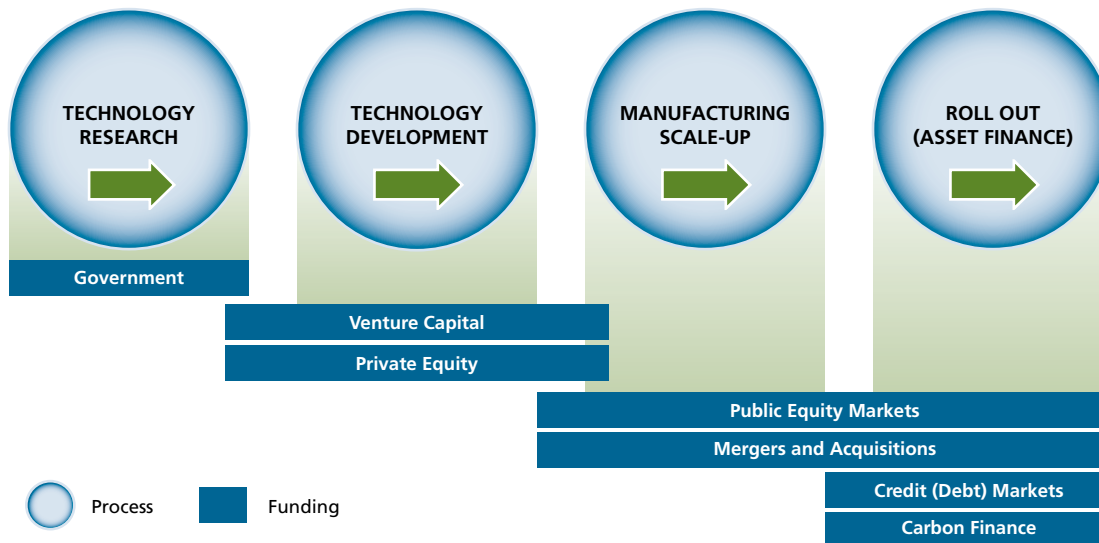 TECHNOLOGY
RESEARCH
TECHNOLOGY
DEVELOPMENT
MANUFACTURING
SCALE-UP
ROLL OUT
(ASSET FINANCE)
Government
Venture Capital
Private Equity
Public Equity Markets
Mergers and Acquisitions
Credit (Debt) Markets
Carbon Finance
Process
Funding